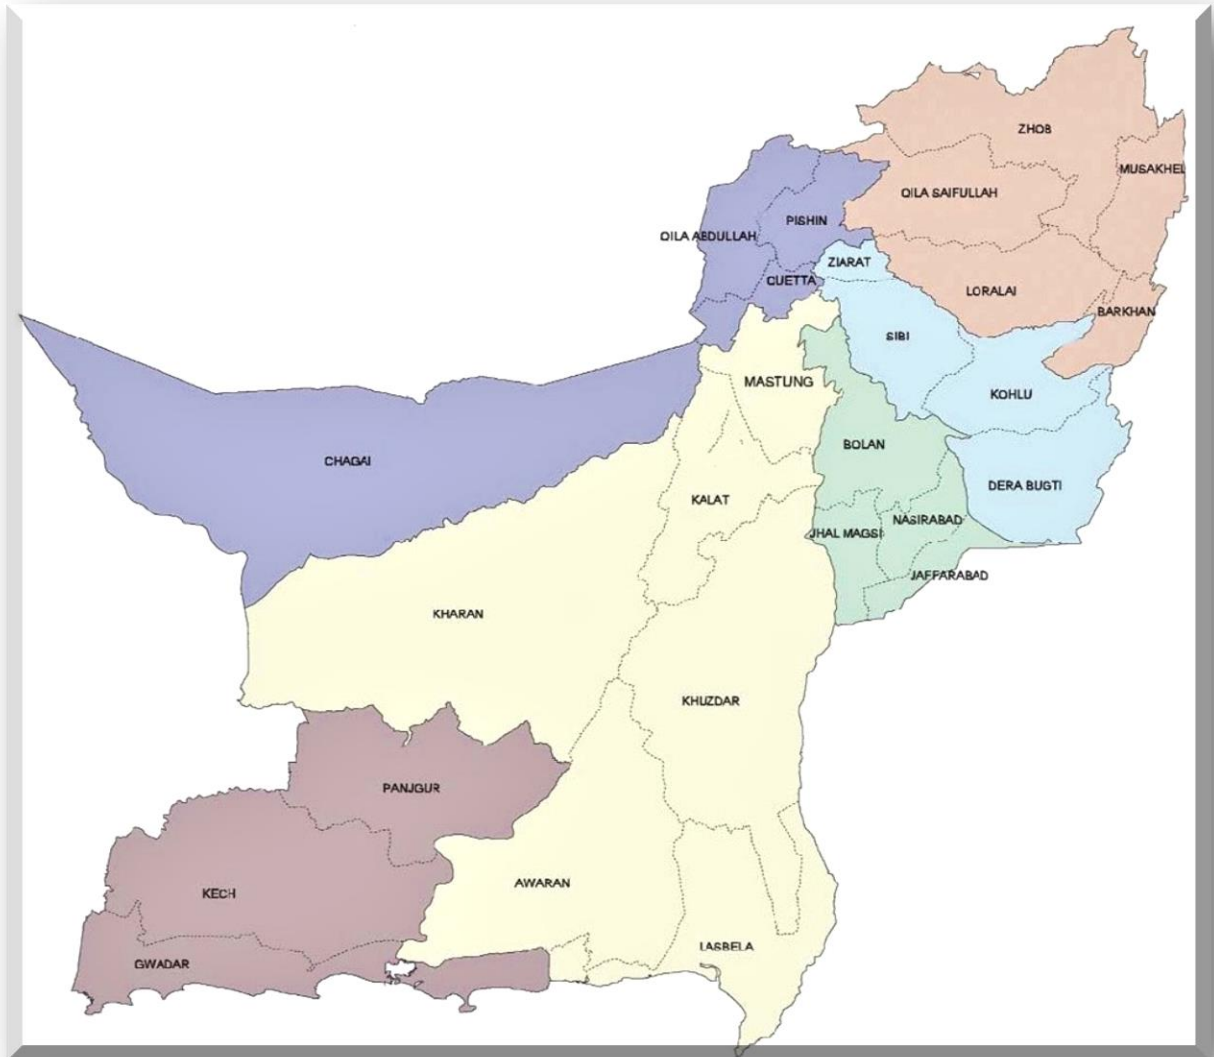 ZHOB
MUSAKHEL
QILA SAIFULLAH
PISHIN
QILA ABDULLAH
ZIARAT
QUETTA
LORALAI
BARKHAN
SIBI
MASTUNG
KOHLU
BOLAN
CHAGAI
DERA BUGTI
KALAT
NASIRABAD
JHAL MAGSI
JAFFARABAD
KHARAN
KHUZDAR
PANJGUR
AWARAN
KECH
LASBELA
GWADAR